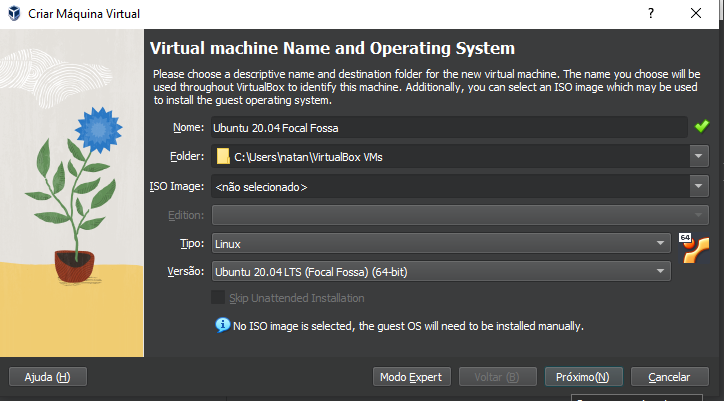 Criar Máquina Virtual
?
Virtual machine Name and Operating System
Please choose a descriptive name and destination folder for the new virtual machine. The name you choose will be
used throughout VirtualBox to identify this machine. Additionally, you can select an ISO image which may be used
to install the guest operating system.
Nome: Ubuntu 20.04 Focal Fossa
Folder: C:\Users\natan\VirtualBox VMs
ISO Image: <não selecionado>
Edition:
Tipo: Linux
64
Versão: Ubuntu 20.04 LTS (Focal Fossa) (64-bit)
Skip Unattended Installation
No ISO image is selected, the guest OS will need to be installed manually.
Ajuda (H) Modo Expert Voltar (B) Próximo(N) Cancelar